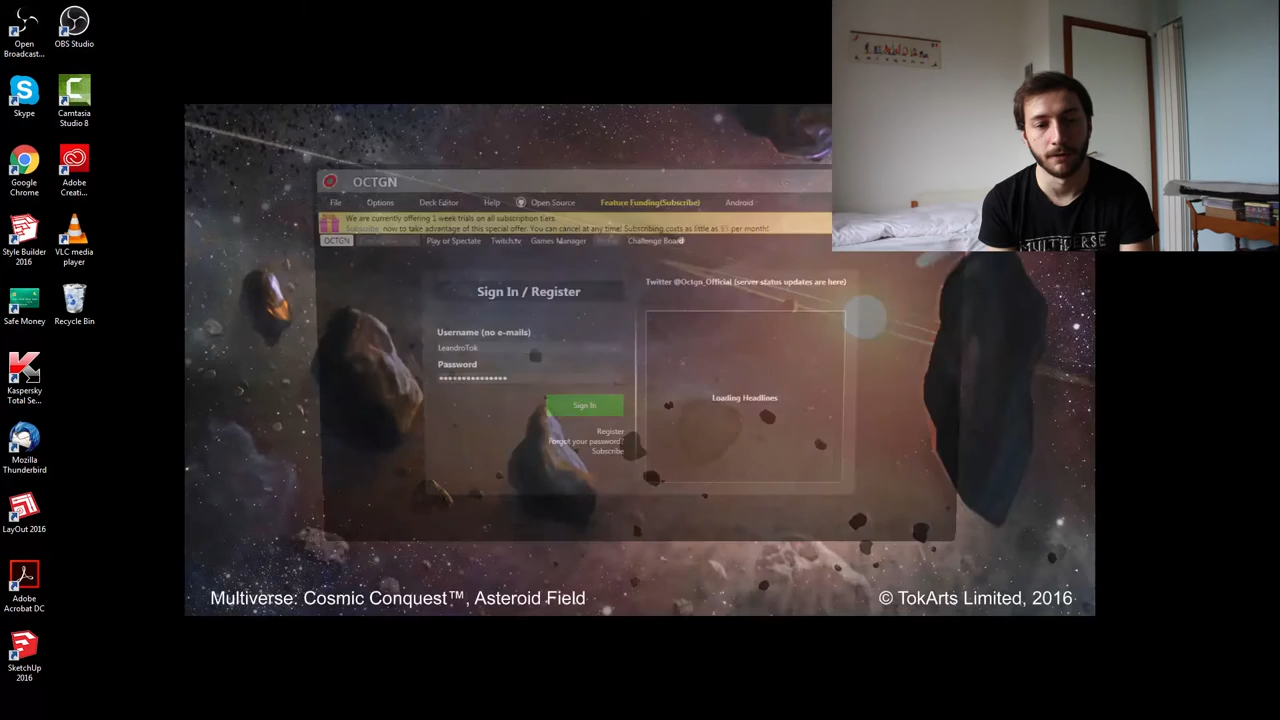 Open
Broadcast...
OBS Studio
Skype
Camtasia
Studio 8
Google
Chrome
Adobe
Creati...
Style Builder
2016
VLC media
player
Safe Money
Recycle Bin
Kaspersky
Total Se...
Mozilla
Thunderbird
LayOut 2016
Adobe
Acrobat DC
SketchUp
2016
OCTGN
File Options Deck Editor Help Open Source Feature Funding(Subscribe) Android
We are currently offering 1 week trials on all subscription tiers.
Subscribe now to take advantage of this special offer. You can cancel at any time! Subscribing costs as little as $3 per month!
OCTGN Play or Spectate Twitch.tv Games Manager Challenge Board
Sign In / Register
Username (no e-mails)
LeandroTok
Password
Sign In
Register
Forgot your password?
Subscribe
Twitter @Octgn_Official (server status updates are here)
Loading Headlines
MULTIVERSE
Multiverse: Cosmic Conquest™, Asteroid Field
© TokArts Limited, 2016